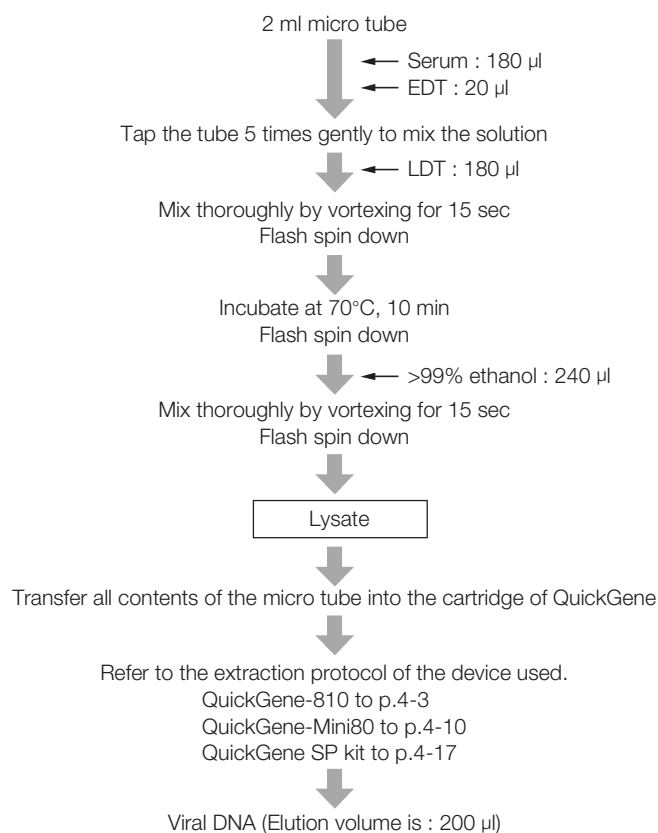 2 ml micro tube
Serum : 180 µl
EDT : 20 µl
Tap the tube 5 times gently to mix the solution
LDT : 180 µl
Mix thoroughly by vortexing for 15 sec
Flash spin down
Incubate at 70°C, 10 min
Flash spin down
>99% ethanol : 240 µl
Mix thoroughly by vortexing for 15 sec
Flash spin down
Lysate
Transfer all contents of the micro tube into the cartridge of QuickGene
Refer to the extraction protocol of the device used.
QuickGene-810 to p.4-3
QuickGene-Mini80 to p.4-10
QuickGene SP kit to p.4-17
Viral DNA (Elution volume is : 200 µl)